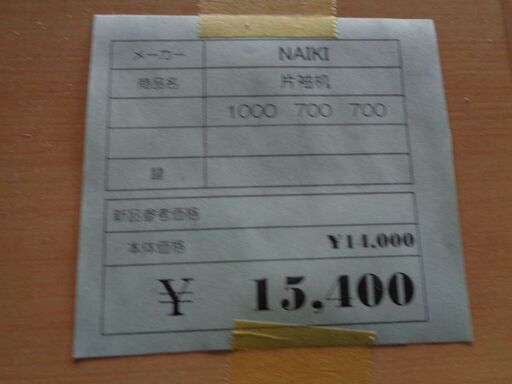 メーカー NAIKI
商品名 片袖机
1000 700 700
鍵
新品参考価格
本体価格 ¥14.000
¥ 15,400